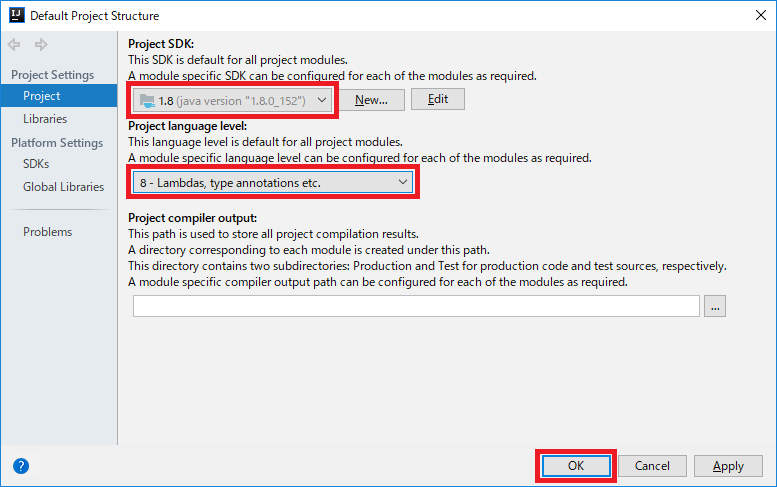 IJ
Default Project Structure
Project Settings
Project
Libraries
Platform Settings
SDKs
Global Libraries
Problems
Project SDK:
This SDK is default for all project modules.
A module specific SDK can be configured for each of the modules as required.
1.8 (java version "1.8.0_152")
New...
Edit
Project language level:
This language level is default for all project modules.
A module specific language level can be configured for each of the modules as required.
8 - Lambdas, type annotations etc.
Project compiler output:
This path is used to store all project compilation results.
A directory corresponding to each module is created under this path.
This directory contains two subdirectories: Production and Test for production code and test sources, respectively.
A module specific compiler output path can be configured for each of the modules as required.
...
?
OK
Cancel
Apply